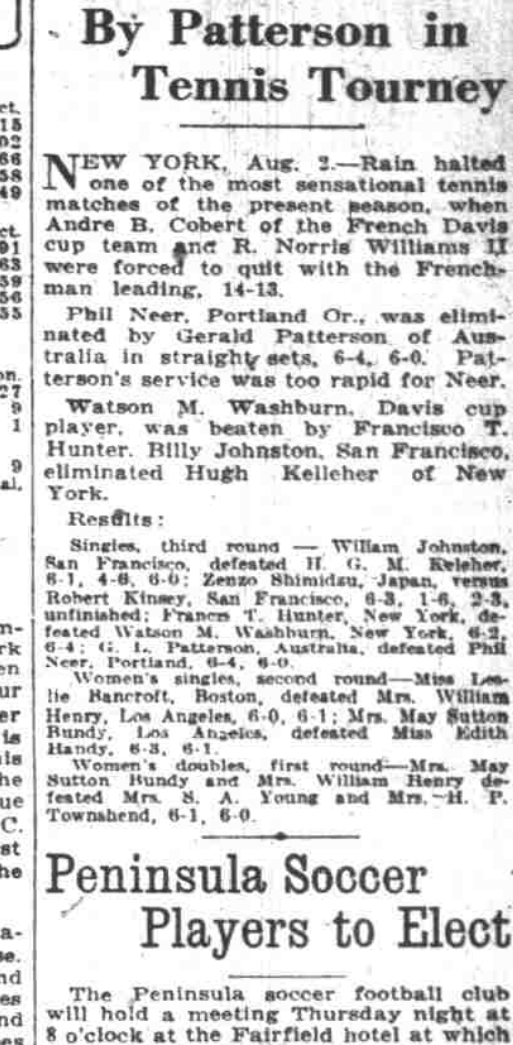 By Patterson in
Tennis Tourney
NEW YORK, Aug. 2.—Rain halted
one of the most sensational tennis
matches of the present season, when
Andre B. Cobert of the French Davis
cup team and R. Norris Williams II
were forced to quit with the French-
man leading, 14-13.
Phil Neer, Portland Or., was elimi-
nated by Gerald Patterson of Aus-
tralia in straight sets, 6-4, 6-0. Pat-
terson's service was too rapid for Neer.
Watson M. Washburn, Davis cup
player, was beaten by Francisco T.
Hunter. Billy Johnston, San Francisco,
eliminated Hugh Kelleher of New
York.
Results:
Singles, third round — William Johnston,
San Francisco, defeated H. G. M. Keleher,
6-1, 4-6, 6-0; Zenzo Shimidzu, Japan, versus
Robert Kinsey, San Francisco, 6-3, 1-6, 2-3,
unfinished; Francis T. Hunter, New York, de-
feated Watson M. Washburn, New York, 6-2,
6-4; G. L. Patterson, Australia, defeated Phil
Neer, Portland, 6-4, 6-0.
Women's singles, second round—Miss Les-
lie Bancroft, Boston, defeated Mrs. William
Henry, Los Angeles, 6-0, 6-1; Mrs. May Sutton
Bundy, Los Angeles, defeated Miss Edith
Handy, 6-3, 6-1.
Women's doubles, first round—Mrs. May
Sutton Bundy and Mrs. William Henry de-
feated Mrs. S. A. Young and Mrs. H. P.
Townshend, 6-1, 6-0.
Peninsula Soccer
Players to Elect
The Peninsula soccer football club
will hold a meeting Thursday night at
8 o'clock at the Fairfield hotel at which